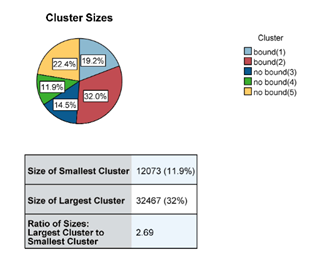 Cluster Sizes
Cluster
bound(1)
bound(2)
no bound(3)
no bound(4)
no bound(5)
22.4%
19.2%
11.9%
32.0%
14.5%
Size of Smallest Cluster 12073 (11.9%)
Size of Largest Cluster 32467 (32%)
Ratio of Sizes:
Largest Cluster to 2.69
Smallest Cluster